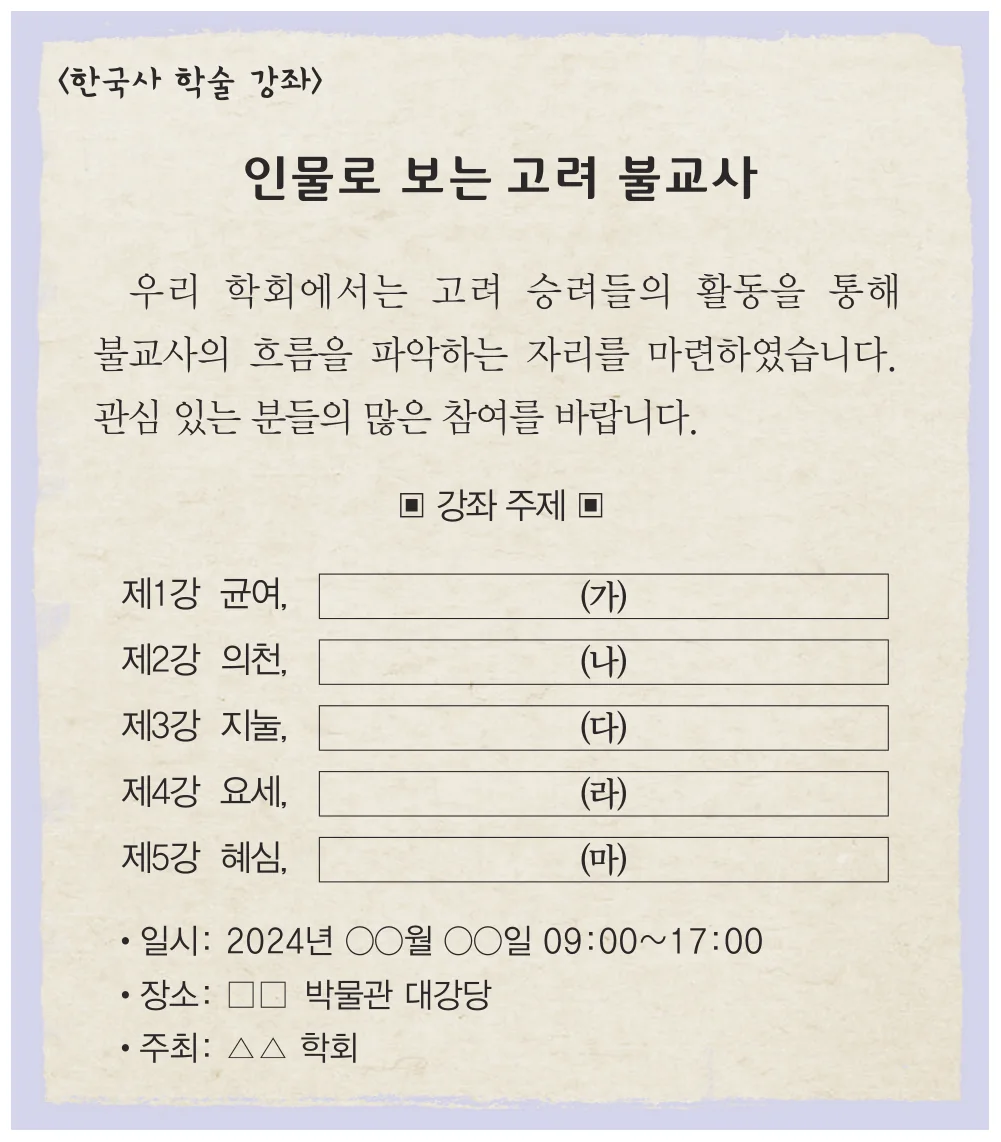 <한국사 학술 강좌>
인물로 보는 고려 불교사
우리 학회에서는 고려 승려들의 활동을 통해
불교사의 흐름을 파악하는 자리를 마련하였습니다.
관심 있는 분들의 많은 참여를 바랍니다.
▣ 강좌 주제 ▣
제1강 균여, (가)
제2강 의천, (나)
제3강 지눌, (다)
제4강 요세, (라)
제5강 혜심, (마)
• 일시: 2024년 ○○월 ○○일 09:00~17:00
• 장소: □□ 박물관 대강당
• 주최: △△ 학회